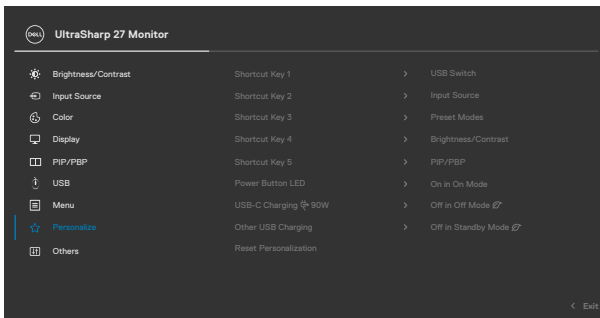 DELL UltraSharp 27 Monitor
Brightness/Contrast Shortcut Key 1 > USB Switch
Input Source Shortcut Key 2 > Input Source
Color Shortcut Key 3 > Preset Modes
Display Shortcut Key 4 > Brightness/Contrast
PIP/PBP Shortcut Key 5 > PIP/PBP
USB Power Button LED > On in On Mode
Menu USB-C Charging 90W > Off in Off Mode
Personalize Other USB Charging > Off in Standby Mode
Others Reset Personalization
< Exit